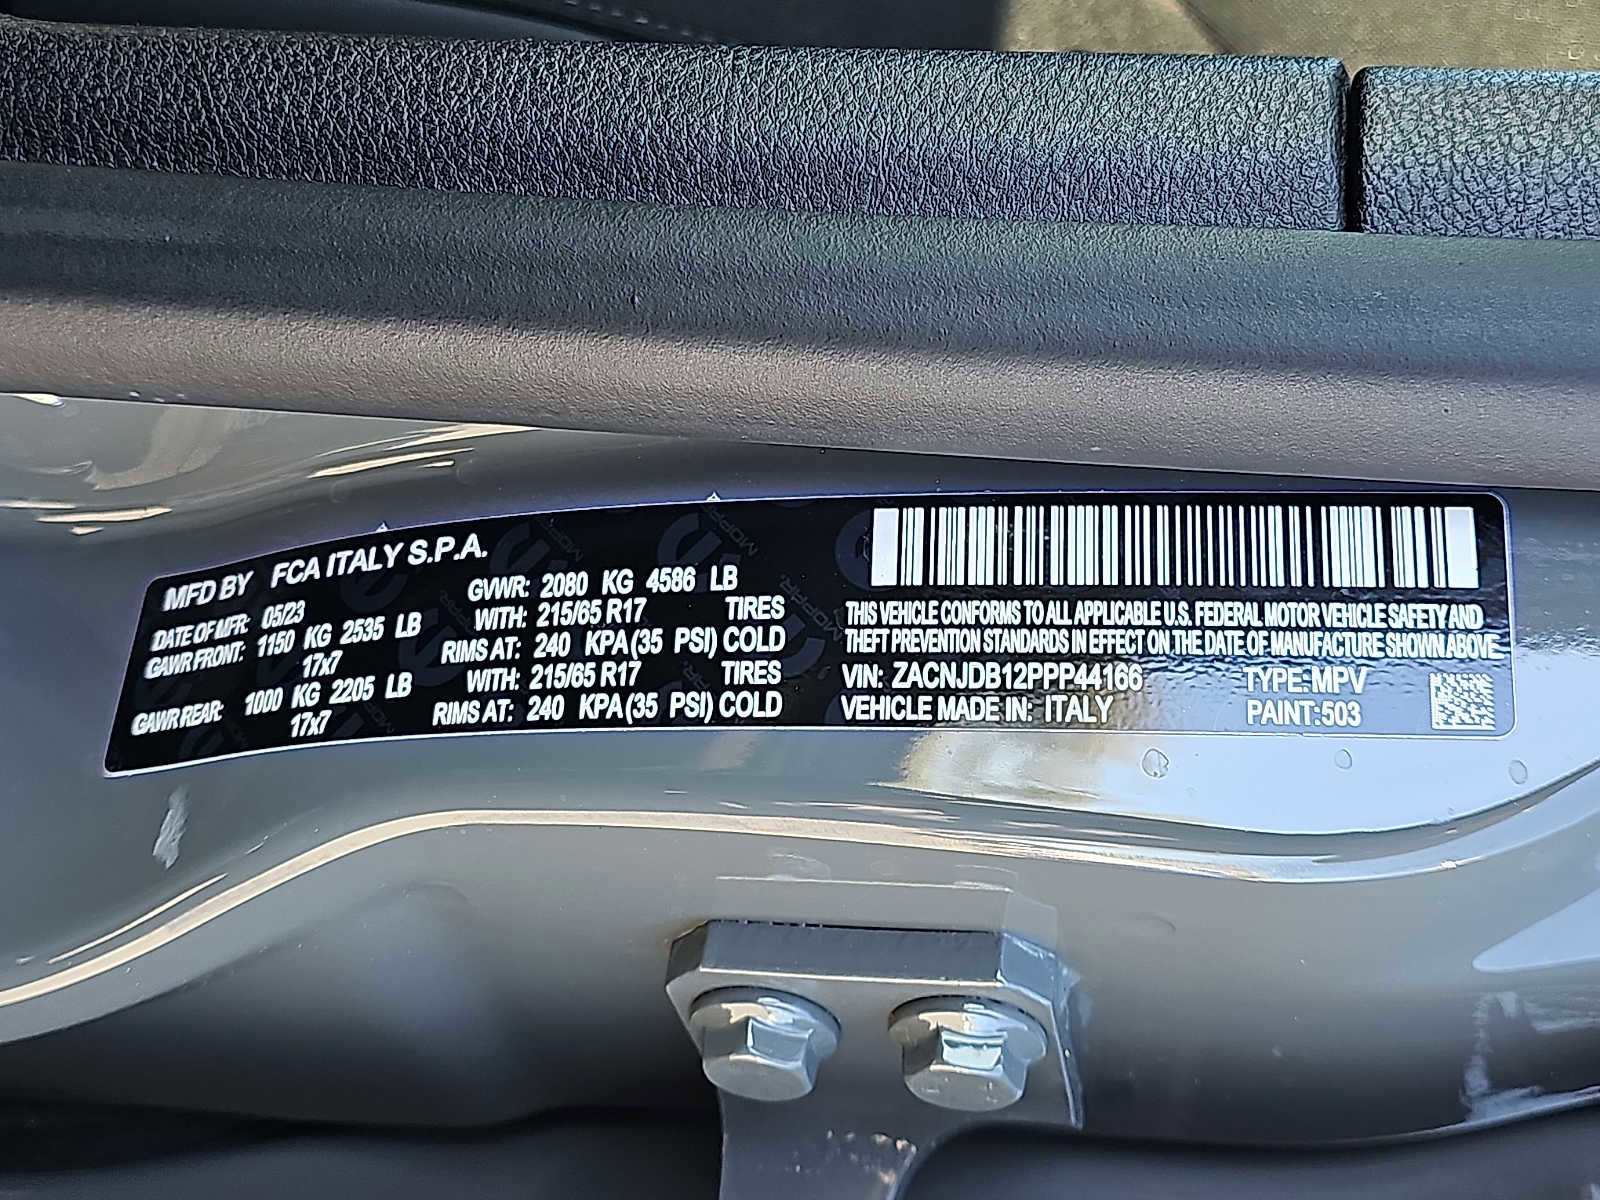 MFD BY FCA ITALY S.P.A.
DATE OF MFR: 05/23
GVWR: 2080 KG 4586 LB
GAWR FRONT: 1150 KG 2535 LB
WITH: 215/65 R17 TIRES
17x7
RIMS AT: 240 KPA(35 PSI) COLD
GAWR REAR: 1000 KG 2205 LB
WITH: 215/65 R17 TIRES
17x7
RIMS AT: 240 KPA(35 PSI) COLD
THIS VEHICLE CONFORMS TO ALL APPLICABLE U.S. FEDERAL MOTOR VEHICLE SAFETY AND
THEFT PREVENTION STANDARDS IN EFFECT ON THE DATE OF MANUFACTURE SHOWN ABOVE.
VIN: ZACNJDB12PPP44166 TYPE:MPV
VEHICLE MADE IN: ITALY PAINT:503
MOPAR
MOPAR
MOPAR